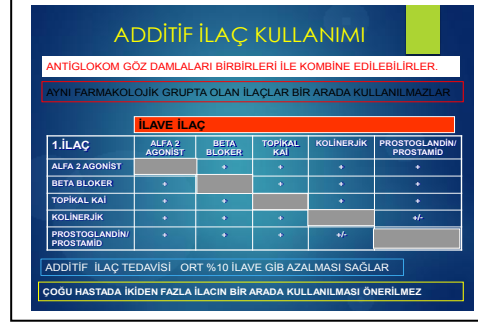 ADDİTİF İLAÇ KULLANIMI
ANTİGLOKOM GÖZ DAMLALARI BİRBİRLERİ İLE KOMBİNE EDİLEBİLİRLER.
AYNI FARMAKOLOJİK GRUPTA OLAN İLAÇLAR BİR ARADA KULLANILMAZLAR
İLAVE İLAÇ
1.İLAÇ ALFA 2 AGONİST BETA BLOKER TOPİKAL KAİ KOLİNERJİK PROSTOGLANDİN/ PROSTAMİD
ALFA 2 AGONİST + + + +
BETA BLOKER + + + +
TOPİKAL KAİ + + + +
KOLİNERJİK + + + +/-
PROSTOGLANDİN/ PROSTAMİD + + + +/-
ADDİTİF İLAÇ TEDAVİSİ ORT %10 İLAVE GİB AZALMASI SAĞLAR
ÇOĞU HASTADA İKİDEN FAZLA İLACIN BİR ARADA KULLANILMASI ÖNERİLMEZ